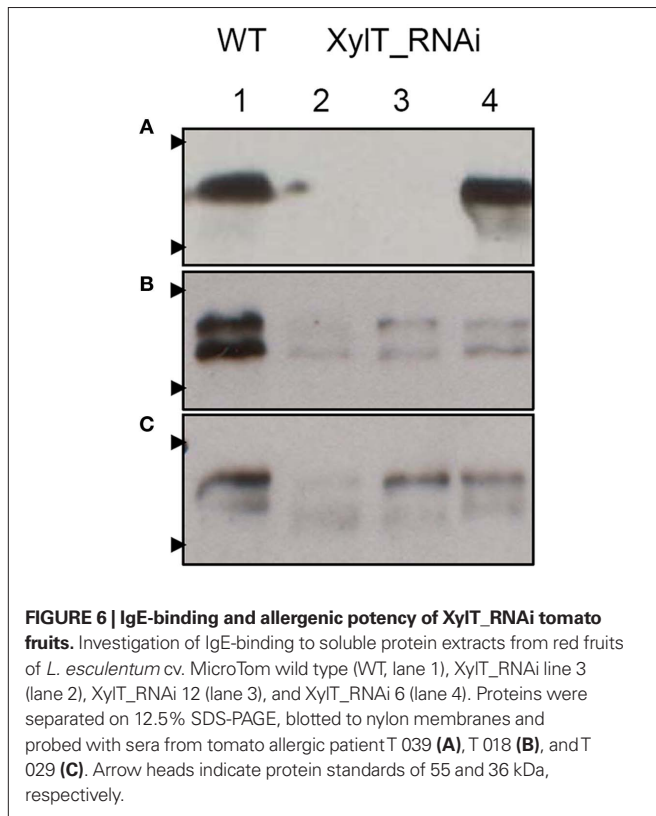 WT XylT_RNAi
1 2 3 4
A
B
C
FIGURE 6 | IgE-binding and allergenic potency of XylT_RNAi tomato
fruits. Investigation of IgE-binding to soluble protein extracts from red fruits
of L. esculentum cv. MicroTom wild type (WT, lane 1), XylT_RNAi line 3
(lane 2), XylT_RNAi 12 (lane 3), and XylT_RNAi 6 (lane 4). Proteins were
separated on 12.5% SDS-PAGE, blotted to nylon membranes and
probed with sera from tomato allergic patient T 039 (A), T 018 (B), and T
029 (C). Arrow heads indicate protein standards of 55 and 36 kDa,
respectively.